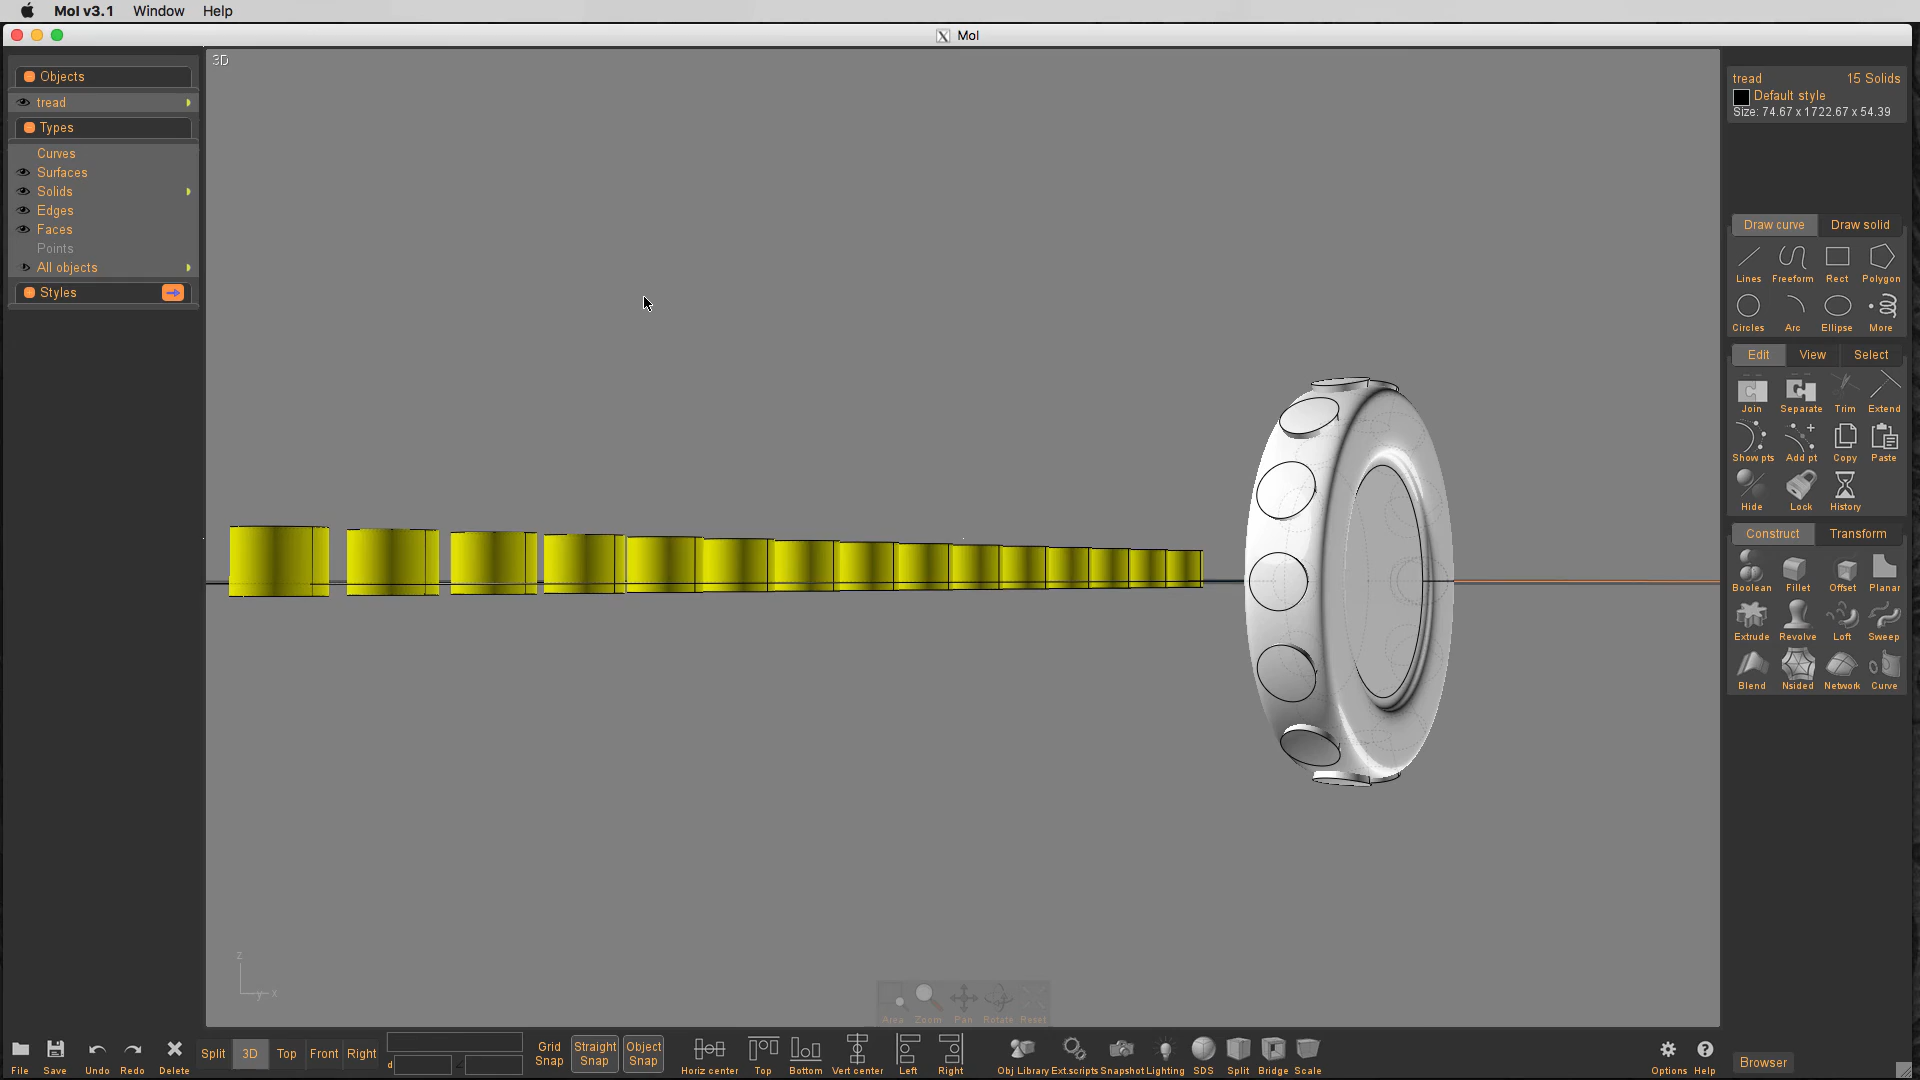 MoI v3.1 Window Help
MoI
Objects
tread
Types
Curves
Surfaces
Solids
Edges
Faces
Points
All objects
Styles
3D
z
y x
Area Zoom Pan Rotate Reset
tread 15 Solids
Default style
Size: 74.67 x 1722.67 x 54.39
Draw curve Draw solid
Lines Freeform Rect Polygon
Circles Arc Ellipse More
Edit View Select
Join Separate Trim Extend
Show pts Add pt Copy Paste
Hide Lock History
Construct Transform
Boolean Fillet Offset Planar
Extrude Revolve Loft Sweep
Blend Nsided Network Curve
File Save Undo Redo Delete
Split 3D Top Front Right
d
Grid Snap
Straight Snap
Object Snap
Horiz center Top Bottom Vert center Left Right
Obj Library Ext.scripts Snapshot Lighting SDS Split Bridge Scale
Options Help
Browser